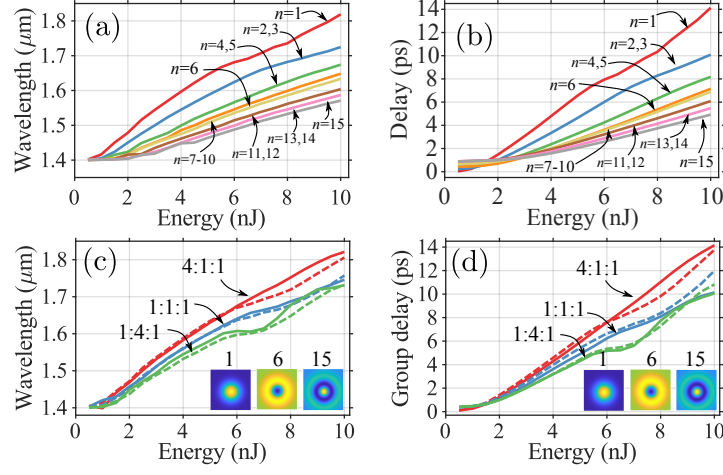 (a)
Wavelength (μm)
1.8
1.7
1.6
1.5
1.4
n=1
n=2,3
n=4,5
n=6
n=7-10
n=11,12
n=13,14
n=15
0 2 4 6 8 10
Energy (nJ)
(b)
Delay (ps)
14
12
10
8
6
4
2
0
n=1
n=2,3
n=4,5
n=6
n=7-10
n=11,12
n=13,14
n=15
0 2 4 6 8 10
Energy (nJ)
(c)
Wavelength (μm)
1.8
1.7
1.6
1.5
1.4
4:1:1
1:1:1
1:4:1
1 6 15
0 2 4 6 8 10
Energy (nJ)
(d)
Group delay (ps)
14
12
10
8
6
4
2
0
4:1:1
1:1:1
1:4:1
1 6 15
0 2 4 6 8 10
Energy (nJ)